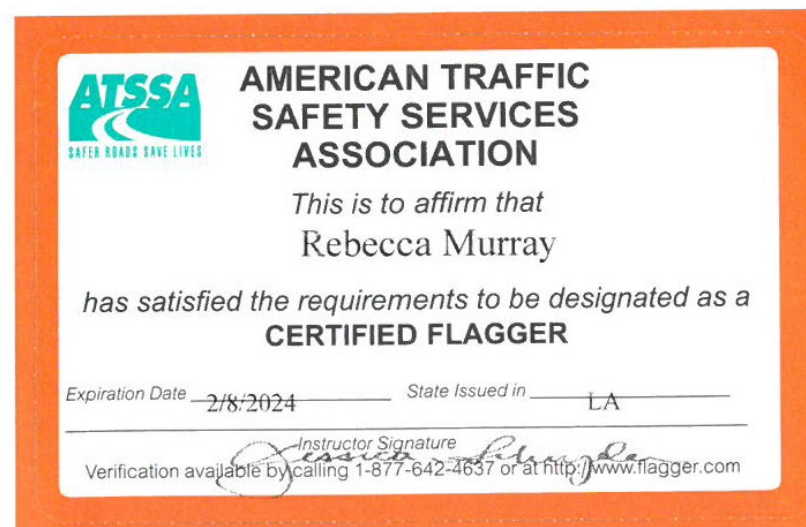 ATSSA
SAFER ROADS SAVE LIVES
AMERICAN TRAFFIC
SAFETY SERVICES
ASSOCIATION
This is to affirm that
Rebecca Murray
has satisfied the requirements to be designated as a
CERTIFIED FLAGGER
Expiration Date 2/8/2024 State Issued in LA
Instructor Signature
Jessica
Verification available by calling 1-877-642-4637 or at http://www.flagger.com